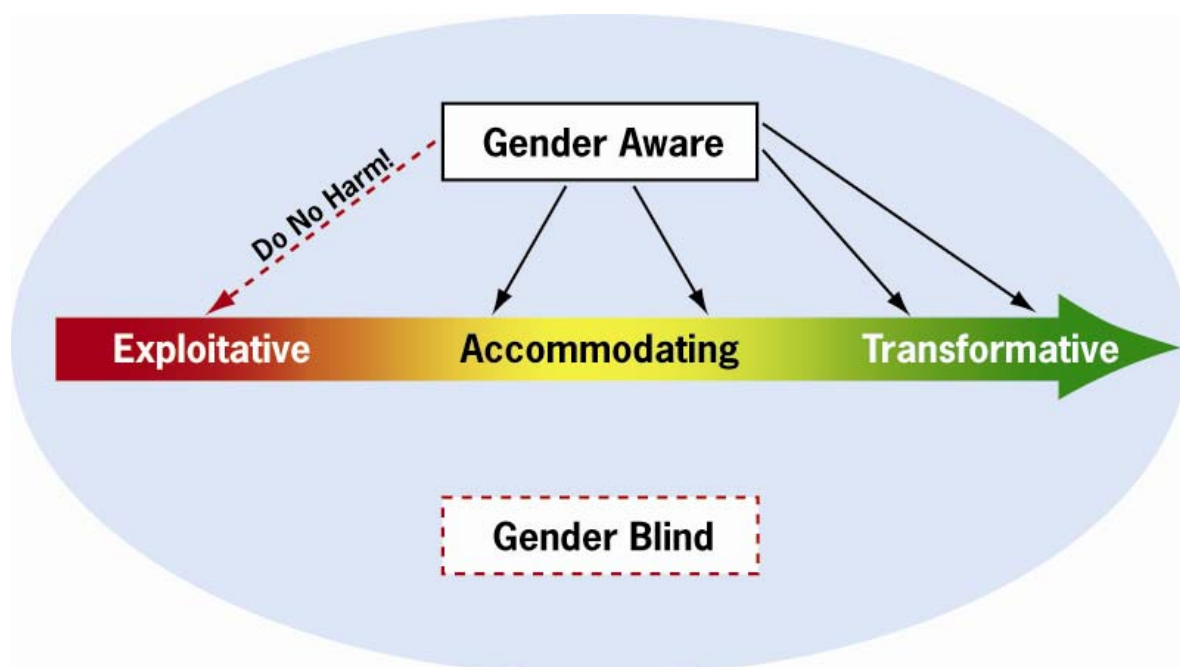 Gender Aware
Do No Harm!
Exploitative
Accommodating
Transformative
Gender Blind